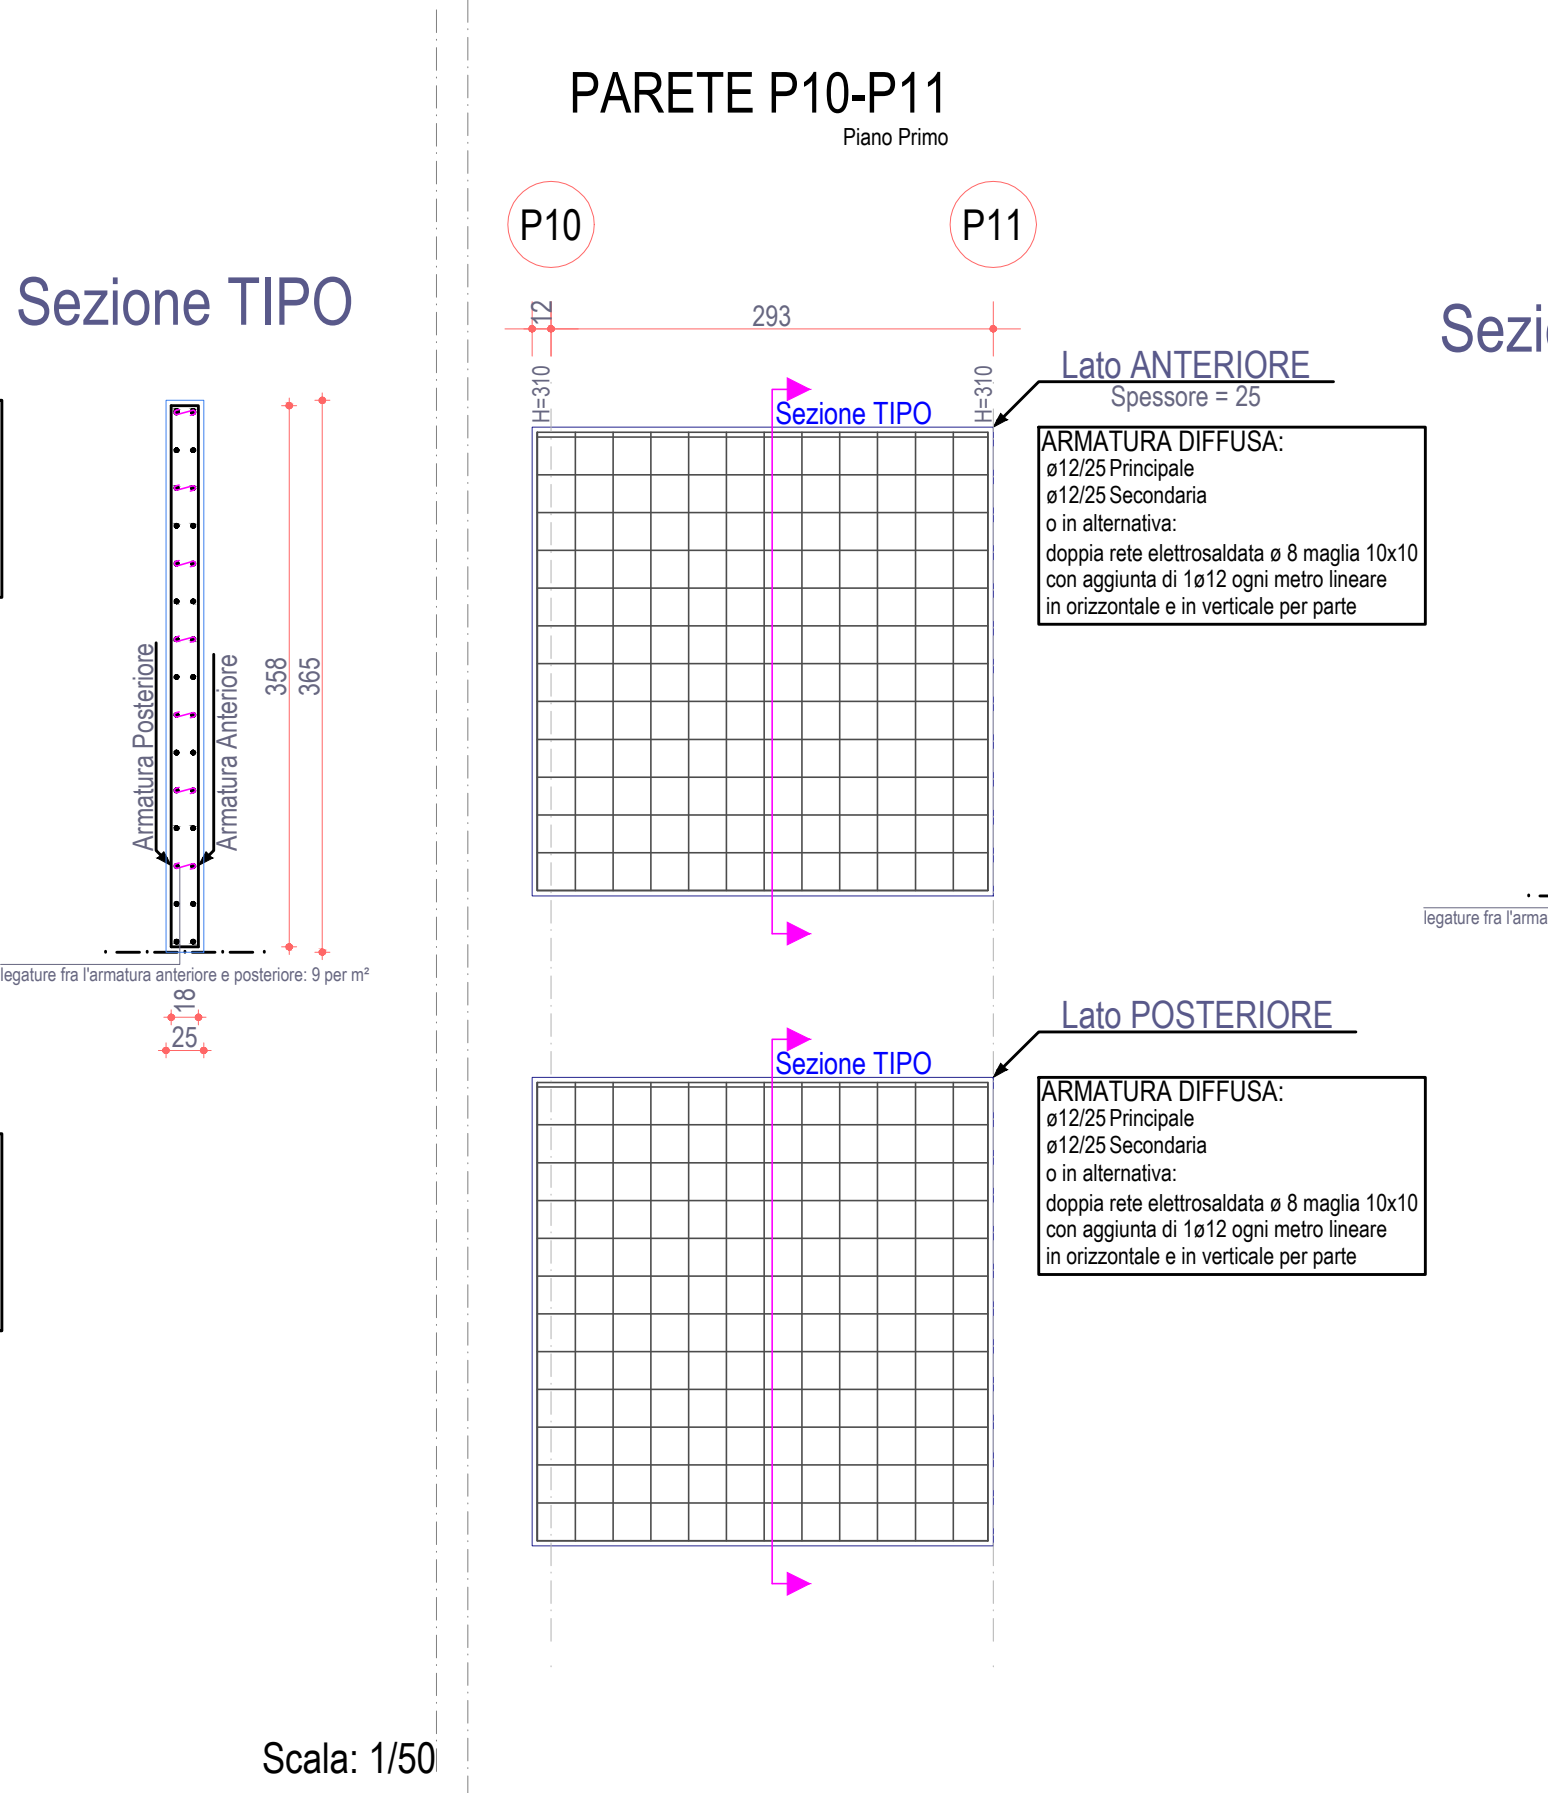 PARETE P10-P11
Piano Primo
P10
P11
Sezione TIPO
12
293
H=310
H=310
Lato ANTERIORE
Spessore = 25
Sezione TIPO
ARMATURA DIFFUSA:
ø12/25 Principale
ø12/25 Secondaria
o in alternativa:
doppia rete elettrosaldata ø 8 maglia 10x10
con aggiunta di 1ø12 ogni metro lineare
in orizzontale e in verticale per parte
Armatura Posteriore
Armatura Anteriore
358
365
legature fra l'armatura anteriore e posteriore: 9 per m²
18
25
Sezi
legature fra l'arma
Lato POSTERIORE
Sezione TIPO
ARMATURA DIFFUSA:
ø12/25 Principale
ø12/25 Secondaria
o in alternativa:
doppia rete elettrosaldata ø 8 maglia 10x10
con aggiunta di 1ø12 ogni metro lineare
in orizzontale e in verticale per parte
Scala: 1/50